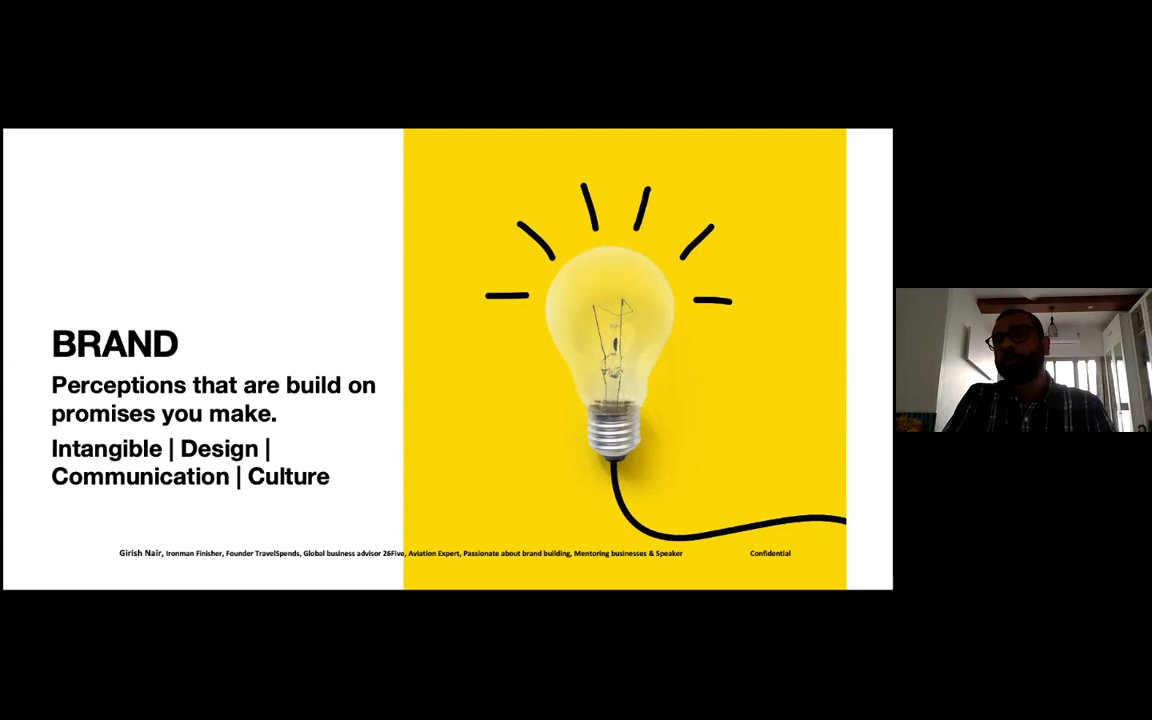 BRAND
Perceptions that are build on
promises you make.
Intangible | Design |
Communication | Culture
Girish Nair, Ironman Finisher, Founder TravelSpends, Global business advisor 26Five, Aviation Expert, Passionate about brand building, Mentoring businesses & Speaker
Confidential